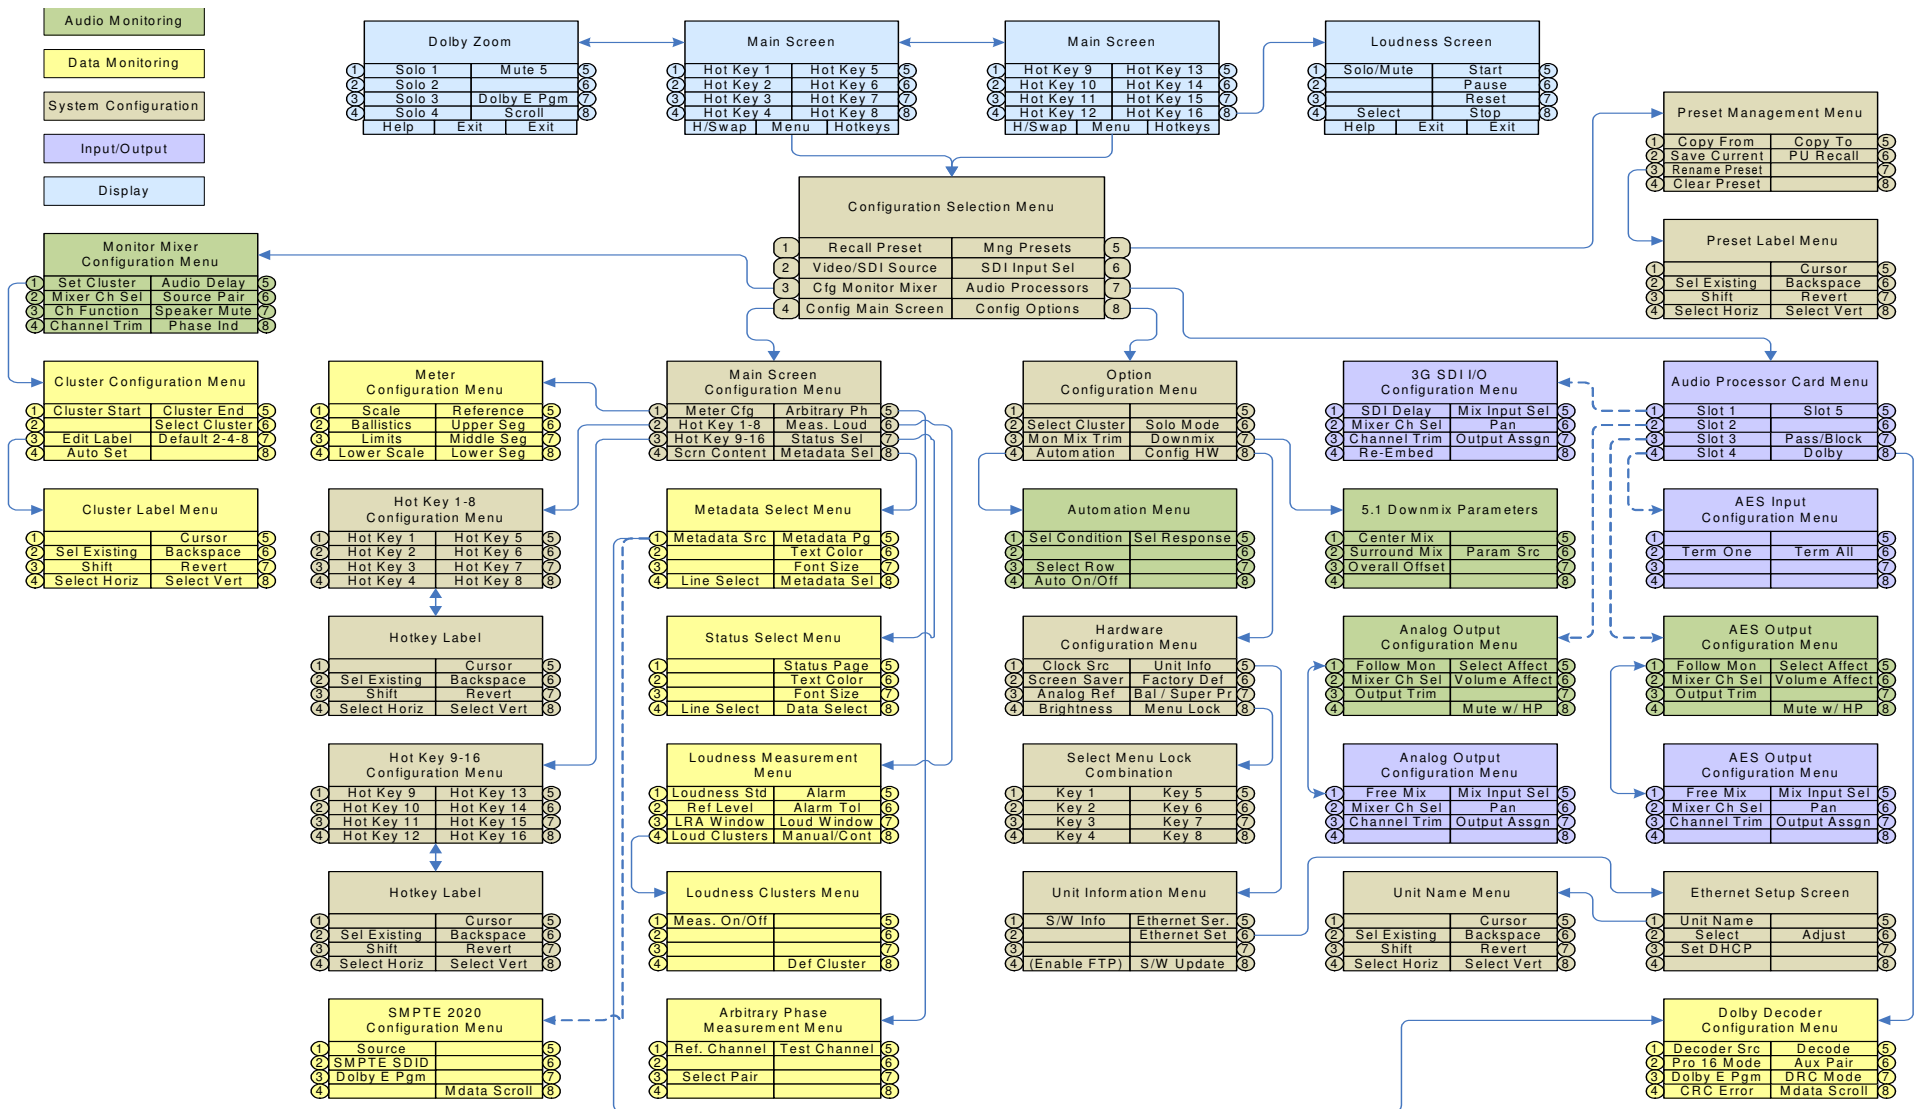 Audio Monitoring
Data Monitoring
System Configuration
Input/Output
Display
Dolby Zoom
1 Solo 1 Mute 5 5
2 Solo 2 6
3 Solo 3 Dolby E Pgm 7
4 Solo 4 Scroll 8
Help Exit Exit
Main Screen
1 Hot Key 1 Hot Key 5 5
2 Hot Key 2 Hot Key 6 6
3 Hot Key 3 Hot Key 7 7
4 Hot Key 4 Hot Key 8 8
H/Swap Menu Hotkeys
Main Screen
1 Hot Key 9 Hot Key 13 5
2 Hot Key 10 Hot Key 14 6
3 Hot Key 11 Hot Key 15 7
4 Hot Key 12 Hot Key 16 8
H/Swap Menu Hotkeys
Loudness Screen
1 Solo/Mute Start 5
2 Pause 6
3 Reset 7
4 Select Stop 8
Help Exit Exit
Preset Management Menu
1 Copy From Copy To 5
2 Save Current PU Recall 6
3 Rename Preset 7
4 Clear Preset 8
Configuration Selection Menu
1 Recall Preset Mng Presets 5
2 Video/SDI Source SDI Input Sel 6
3 Cfg Monitor Mixer Audio Processors 7
4 Config Main Screen Config Options 8
Preset Label Menu
1 Cursor 5
2 Sel Existing Backspace 6
3 Shift Revert 7
4 Select Horiz Select Vert 8
Monitor Mixer
Configuration Menu
1 Set Cluster Audio Delay 5
2 Mixer Ch Sel Source Pair 6
3 Ch Function Speaker Mute 7
4 Channel Trim Phase Ind 8
Cluster Configuration Menu
1 Cluster Start Cluster End 5
2 Select Cluster 6
3 Edit Label Default 2-4-8 7
4 Auto Set 8
Meter
Configuration Menu
1 Scale Reference 5
2 Ballistics Upper Seg 6
3 Limits Middle Seg 7
4 Lower Scale Lower Seg 8
Main Screen
Configuration Menu
1 Meter Cfg Arbitrary Ph 5
2 Hot Key 1-8 Meas. Loud 6
3 Hot Key 9-16 Status Sel 7
4 Scrn Content Metadata Sel 8
Option
Configuration Menu
1 5
2 Select Cluster Solo Mode 6
3 Mon Mix Trim Downmix 7
4 Automation Config HW 8
3G SDI I/O
Configuration Menu
1 SDI Delay Mix Input Sel 5
2 Mixer Ch Sel Pan 6
3 Channel Trim Output Assgn 7
4 Re-Embed 8
Audio Processor Card Menu
1 Slot 1 Slot 5 5
2 Slot 2 6
3 Slot 3 Pass/Block 7
4 Slot 4 Dolby 8
Cluster Label Menu
1 Cursor 5
2 Sel Existing Backspace 6
3 Shift Revert 7
4 Select Horiz Select Vert 8
Hot Key 1-8
Configuration Menu
1 Hot Key 1 Hot Key 5 5
2 Hot Key 2 Hot Key 6 6
3 Hot Key 3 Hot Key 7 7
4 Hot Key 4 Hot Key 8 8
Metadata Select Menu
1 Metadata Src Metadata Pg 5
2 Text Color 6
3 Font Size 7
4 Line Select Metadata Sel 8
Automation Menu
1 Sel Condition Sel Response 5
2 6
3 Select Row 7
4 Auto On/Off 8
5.1 Downmix Parameters
1 Center Mix 5
2 Surround Mix Param Src 6
3 Overall Offset 7
4 8
AES Input
Configuration Menu
1 5
2 Term One Term All 6
3 7
4 8
Hotkey Label
1 Cursor 5
2 Sel Existing Backspace 6
3 Shift Revert 7
4 Select Horiz Select Vert 8
Status Select Menu
1 Status Page 5
2 Text Color 6
3 Font Size 7
4 Line Select Data Select 8
Hardware
Configuration Menu
1 Clock Src Unit Info 5
2 Screen Saver Factory Def 6
3 Analog Ref Bal / Super Pr 7
4 Brightness Menu Lock 8
Analog Output
Configuration Menu
1 Follow Mon Select Affect 5
2 Mixer Ch Sel Volume Affect 6
3 Output Trim 7
4 Mute w/ HP 8
AES Output
Configuration Menu
1 Follow Mon Select Affect 5
2 Mixer Ch Sel Volume Affect 6
3 Output Trim 7
4 Mute w/ HP 8
Hot Key 9-16
Configuration Menu
1 Hot Key 9 Hot Key 13 5
2 Hot Key 10 Hot Key 14 6
3 Hot Key 11 Hot Key 15 7
4 Hot Key 12 Hot Key 16 8
Loudness Measurement
Menu
1 Loudness Std Alarm 5
2 Ref Level Alarm Tol 6
3 LRA Window Loud Window 7
4 Loud Clusters Manual/Cont 8
Select Menu Lock
Combination
1 Key 1 Key 5 5
2 Key 2 Key 6 6
3 Key 3 Key 7 7
4 Key 4 Key 8 8
Analog Output
Configuration Menu
1 Free Mix Mix Input Sel 5
2 Mixer Ch Sel Pan 6
3 Channel Trim Output Assgn 7
4 8
AES Output
Configuration Menu
1 Free Mix Mix Input Sel 5
2 Mixer Ch Sel Pan 6
3 Channel Trim Output Assgn 7
4 8
Hotkey Label
1 Cursor 5
2 Sel Existing Backspace 6
3 Shift Revert 7
4 Select Horiz Select Vert 8
Loudness Clusters Menu
1 Meas. On/Off 5
2 6
3 7
4 Def Cluster 8
Unit Information Menu
1 S/W Info Ethernet Ser. 5
2 Ethernet Set 6
3 7
4 (Enable FTP) S/W Update 8
Unit Name Menu
1 Cursor 5
2 Sel Existing Backspace 6
3 Shift Revert 7
4 Select Horiz Select Vert 8
Ethernet Setup Screen
1 Unit Name 5
2 Select Adjust 6
3 Set DHCP 7
4 8
SMPTE 2020
Configuration Menu
1 Source 5
2 SMPTE SDID 6
3 Dolby E Pgm 7
4 Mdata Scroll 8
Arbitrary Phase
Measurement Menu
1 Ref. Channel Test Channel 5
2 6
3 Select Pair 7
4 8
Dolby Decoder
Configuration Menu
1 Decoder Src Decode 5
2 Pro 16 Mode Aux Pair 6
3 Dolby E Pgm DRC Mode 7
4 CRC Error Mdata Scroll 8